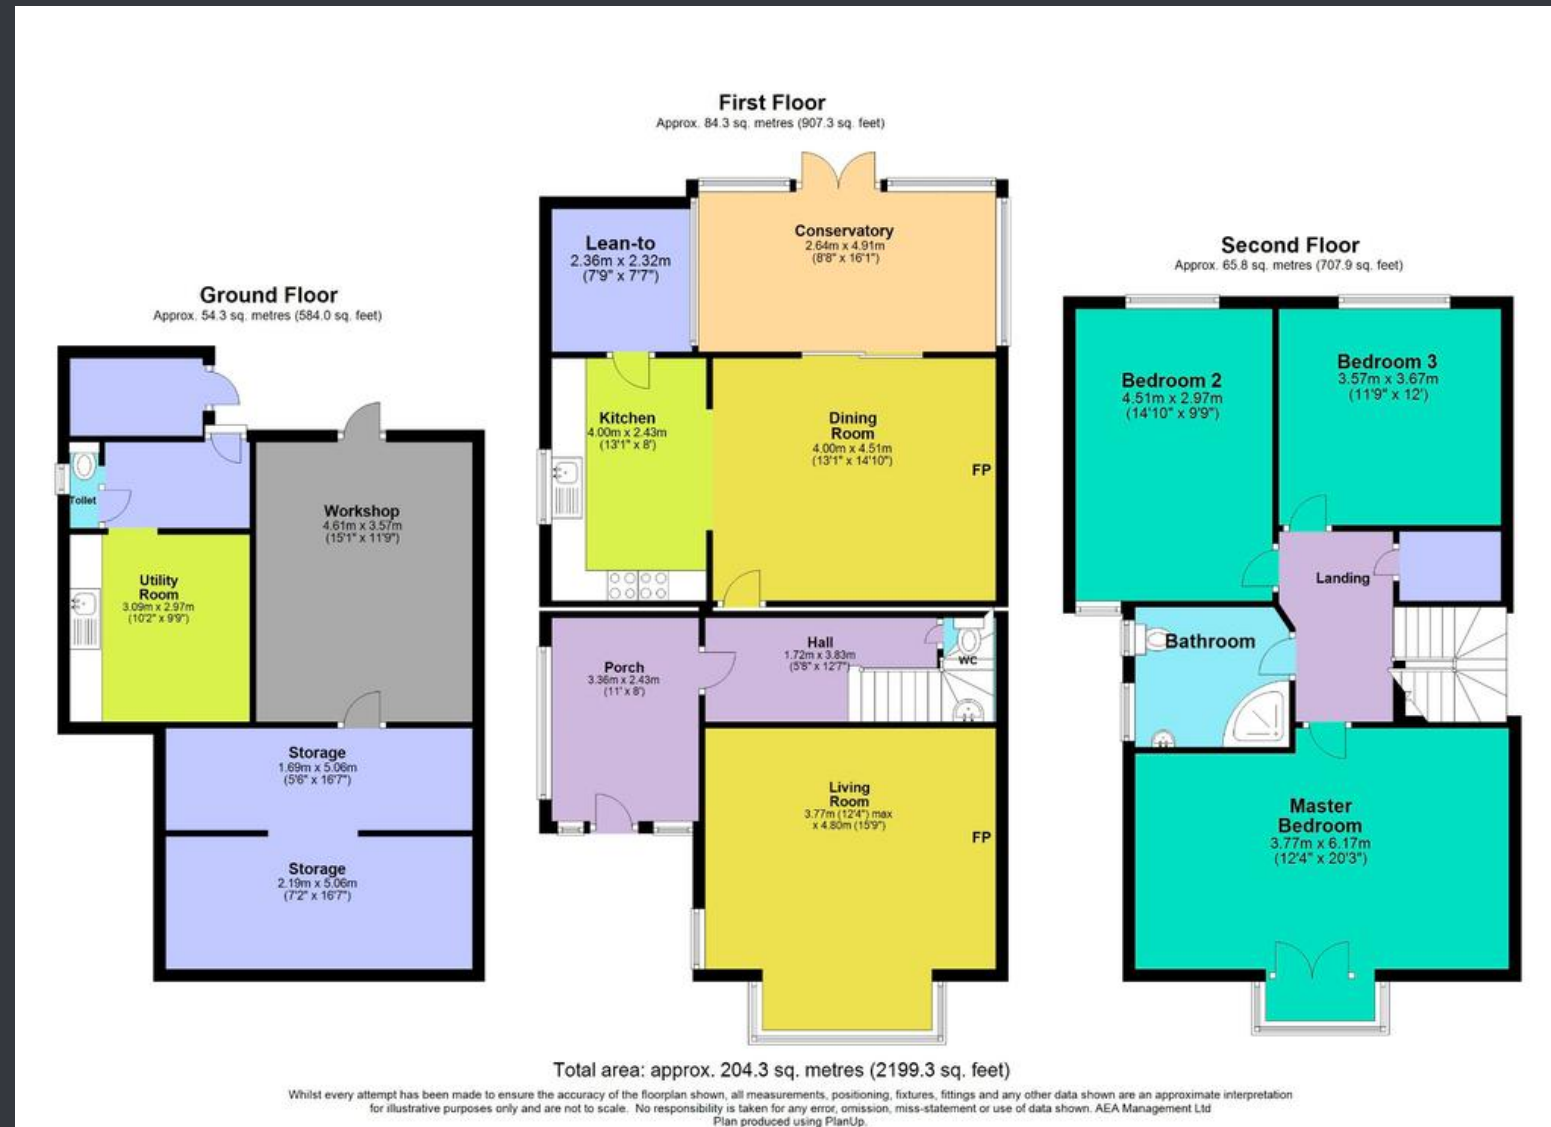 First Floor
Approx. 84.3 sq. metres (907.3 sq. feet)
Conservatory
2.64m x 4.91m
(8'8" x 16'1")
Lean-to
2.36m x 2.32m
(7'9" x 7'7")
Kitchen
4.00m x 2.43m
(13'1" x 8')
Dining
Room
4.00m x 4.51m
(13'1" x 14'10")
FP
Hall
1.72m x 3.83m
(5'8" x 12'7")
WC
Porch
3.36m x 2.43m
(11' x 8')
Living
Room
3.77m (12'4") max
x 4.80m (15'9")
FP
Ground Floor
Approx. 54.3 sq. metres (584.0 sq. feet)
Toilet
Workshop
4.61m x 3.57m
(15'1" x 11'9")
Utility
Room
3.09m x 2.97m
(10'2" x 9'9")
Storage
1.69m x 5.06m
(5'6" x 16'7")
Storage
2.19m x 5.06m
(7'2" x 16'7")
Second Floor
Approx. 65.8 sq. metres (707.9 sq. feet)
Bedroom 2
4.51m x 2.97m
(14'10" x 9'9")
Bedroom 3
3.57m x 3.67m
(11'9" x 12')
Landing
Bathroom
Master
Bedroom
3.77m x 6.17m
(12'4" x 20'3")
Total area: approx. 204.3 sq. metres (2199.3 sq. feet)
Whilst every attempt has been made to ensure the accuracy of the floorplan shown, all measurements, positioning, fixtures, fittings and any other data shown are an approximate interpretation
for illustrative purposes only and are not to scale. No responsibility is taken for any error, omission, miss-statement or use of data shown. AEA Management Ltd
Plan produced using PlanUp.